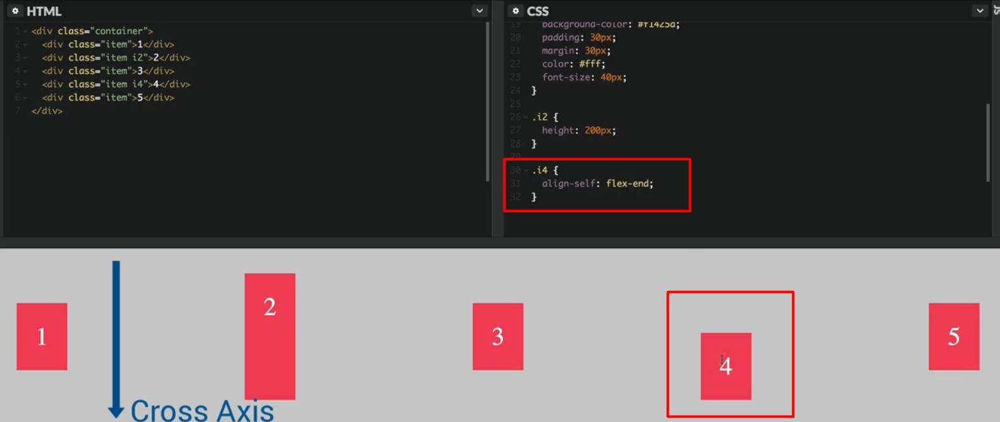 HTML
1 <div class="container">
2 <div class="item">1</div>
3 <div class="item i2">2</div>
4 <div class="item">3</div>
5 <div class="item i4">4</div>
6 <div class="item">5</div>
7 </div>
CSS
19 background-color: #f1425a;
20 padding: 30px;
21 margin: 30px;
22 color: #fff;
23 font-size: 40px;
24 }
25
26 .i2 {
27 height: 200px;
28 }
29
30 .i4 {
31 align-self: flex-end;
32 }
JS
1
2
3
4
5
Cross Axis